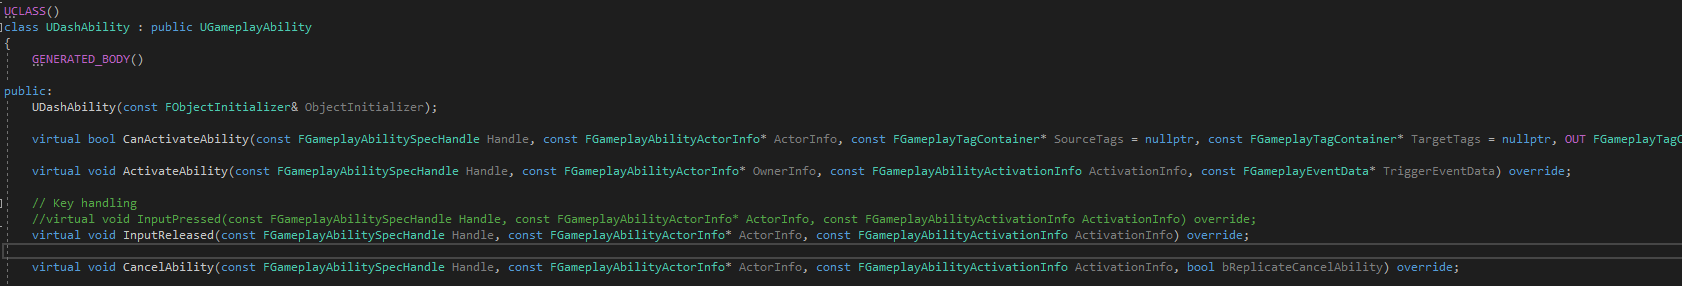 UCLASS()
class UDashAbility : public UGameplayAbility
{
GENERATED_BODY()
public:
UDashAbility(const FObjectInitializer& ObjectInitializer);
virtual bool CanActivateAbility(const FGameplayAbilitySpecHandle Handle, const FGameplayAbilityActorInfo* ActorInfo, const FGameplayTagContainer* SourceTags = nullptr, const FGameplayTagContainer* TargetTags = nullptr, OUT FGameplayTagC
virtual void ActivateAbility(const FGameplayAbilitySpecHandle Handle, const FGameplayAbilityActorInfo* OwnerInfo, const FGameplayAbilityActivationInfo ActivationInfo, const FGameplayEventData* TriggerEventData) override;
// Key handling
//virtual void InputPressed(const FGameplayAbilitySpecHandle Handle, const FGameplayAbilityActorInfo* ActorInfo, const FGameplayAbilityActivationInfo ActivationInfo) override;
virtual void InputReleased(const FGameplayAbilitySpecHandle Handle, const FGameplayAbilityActorInfo* ActorInfo, const FGameplayAbilityActivationInfo ActivationInfo) override;
virtual void CancelAbility(const FGameplayAbilitySpecHandle Handle, const FGameplayAbilityActorInfo* ActorInfo, const FGameplayAbilityActivationInfo ActivationInfo, bool bReplicateCancelAbility) override;